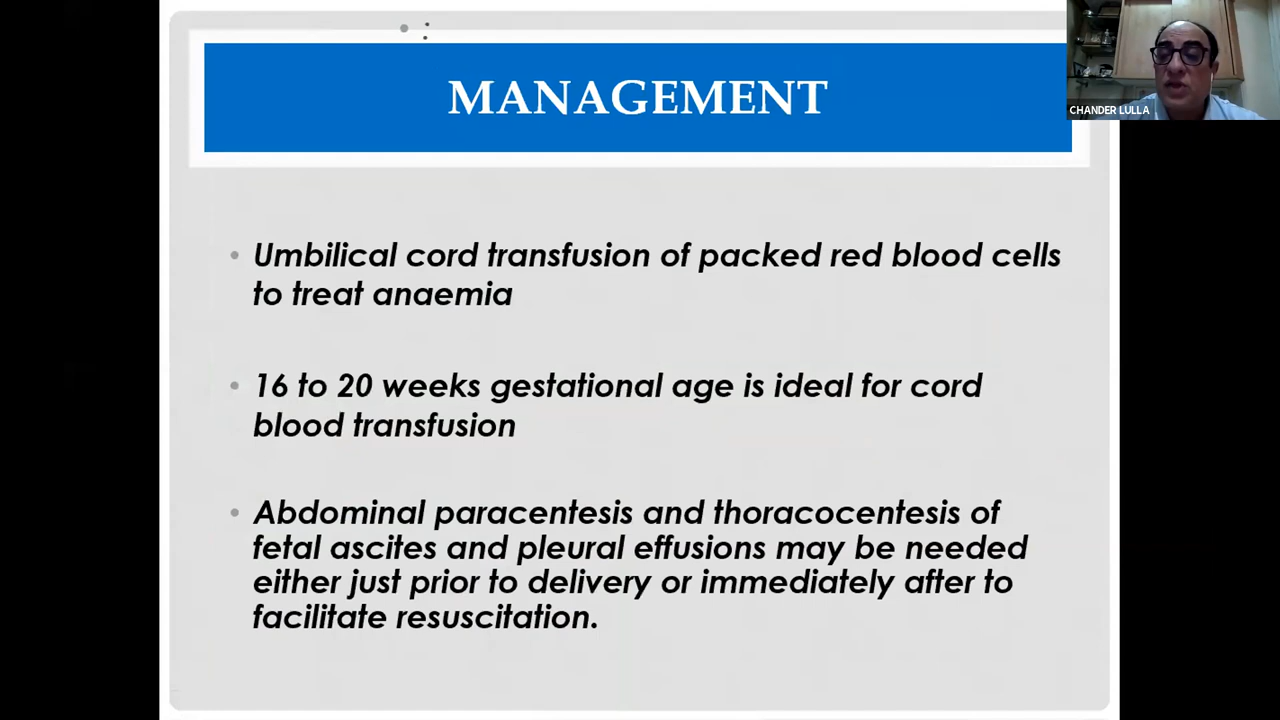 MANAGEMENT
CHANDER LULLA
• Umbilical cord transfusion of packed red blood cells
to treat anaemia
• 16 to 20 weeks gestational age is ideal for cord
blood transfusion
• Abdominal paracentesis and thoracocentesis of
fetal ascites and pleural effusions may be needed
either just prior to delivery or immediately after to
facilitate resuscitation.